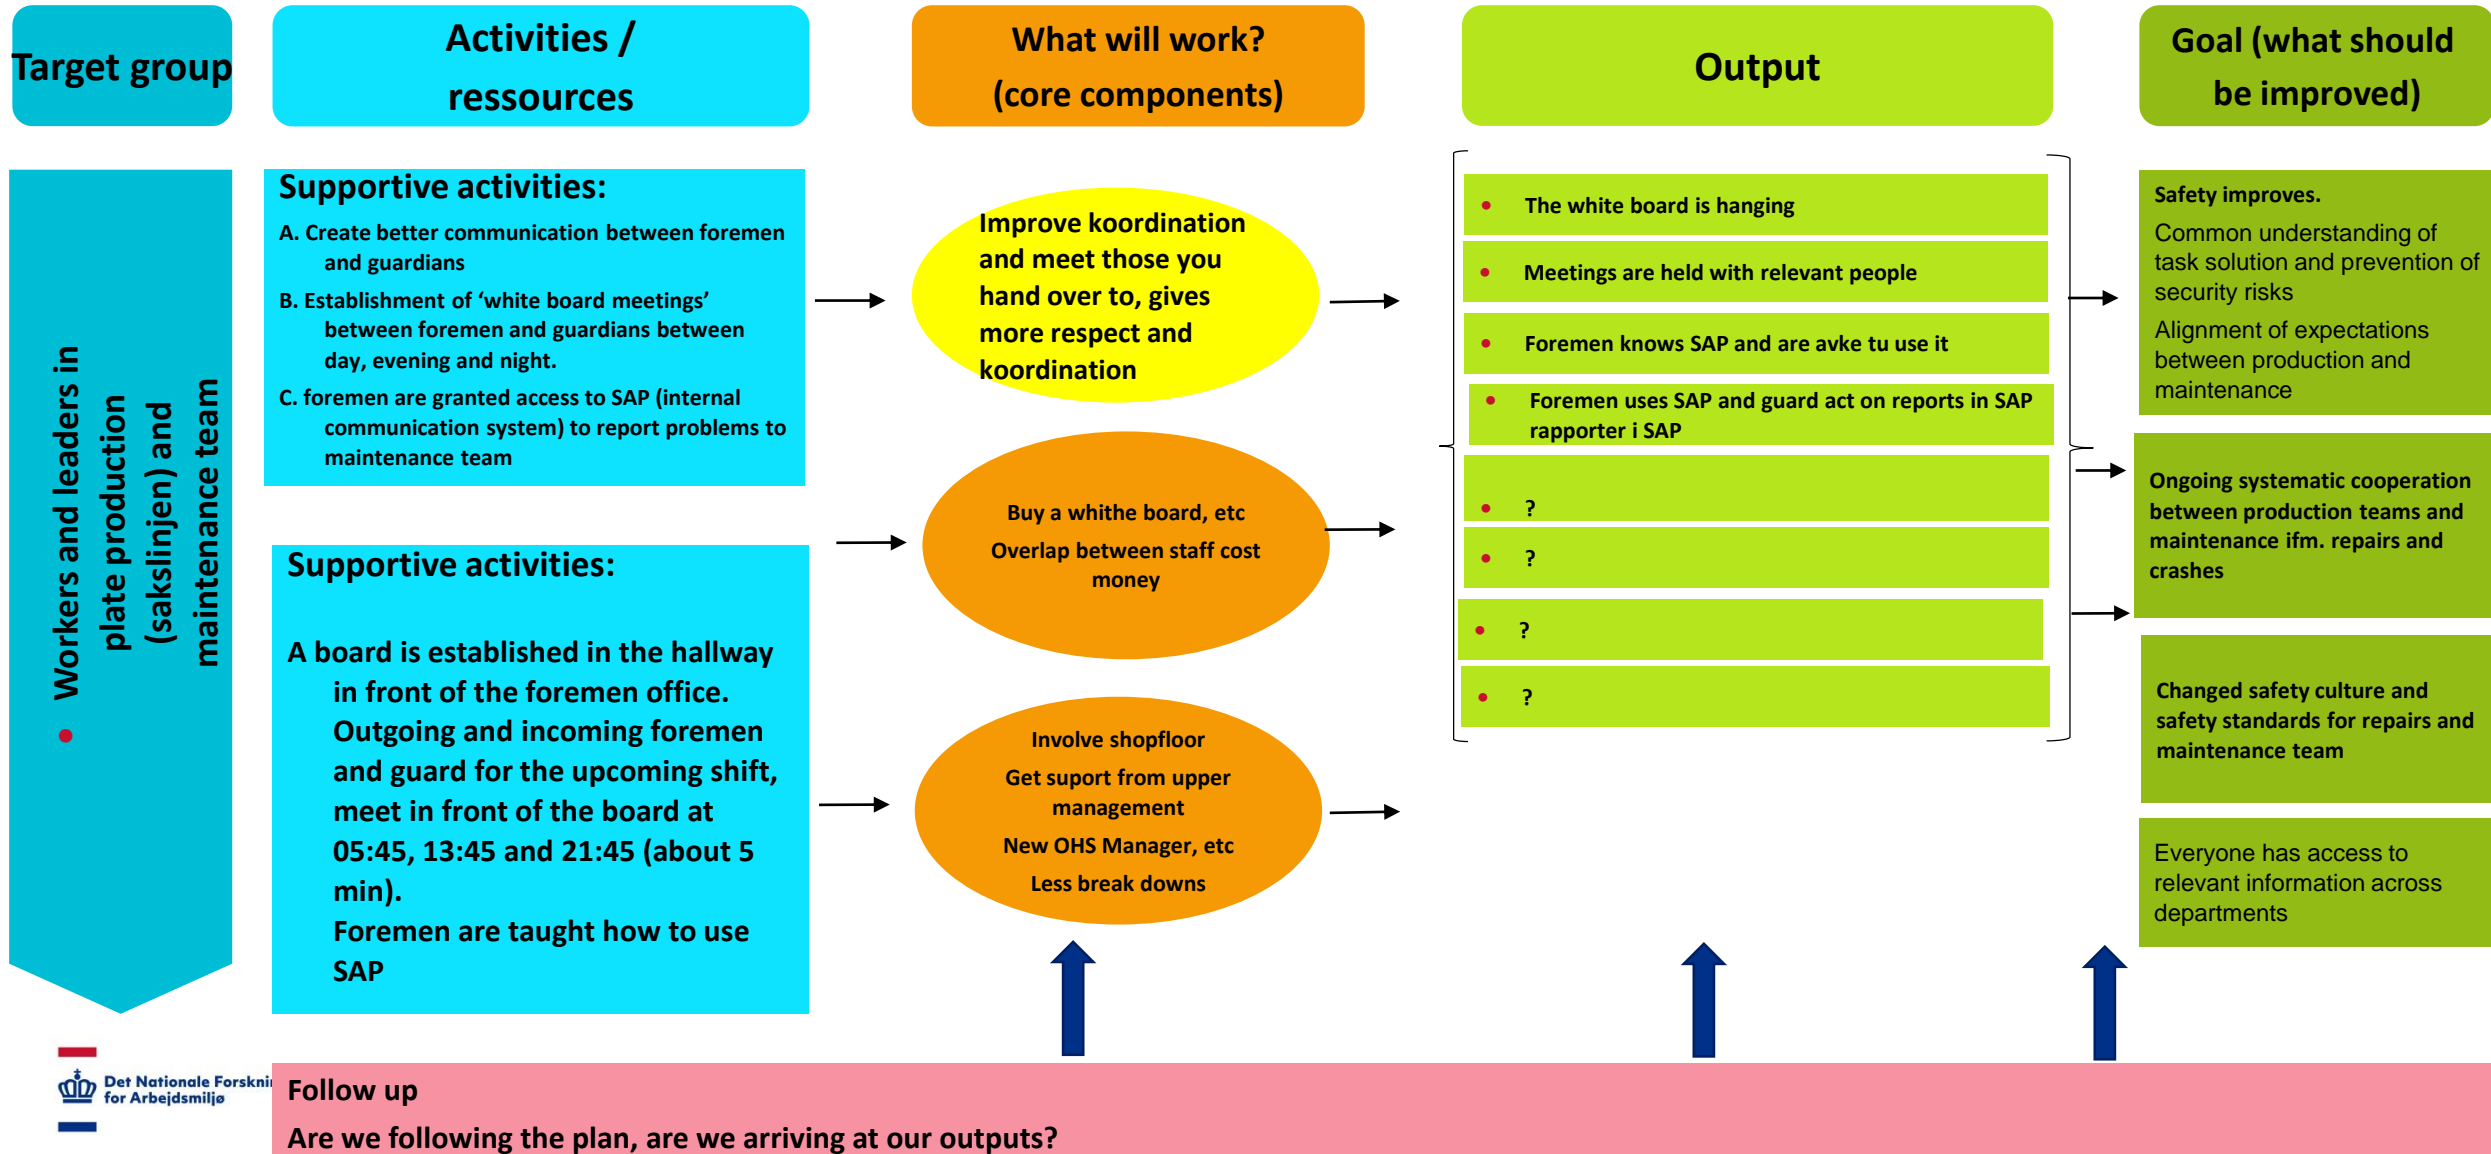 Target group
Activities /
ressources
What will work?
(core components)
Output
Goal (what should
be improved)
• Workers and leaders in
plate production
(sakslinjen) and
maintenance team
Supportive activities:
A. Create better communication between foremen
and guardians
B. Establishment of ‘white board meetings’
between foremen and guardians between
day, evening and night.
C. foremen are granted access to SAP (internal
communication system) to report problems to
maintenance team
Supportive activities:
A board is established in the hallway
in front of the foremen office.
Outgoing and incoming foremen
and guard for the upcoming shift,
meet in front of the board at
05:45, 13:45 and 21:45 (about 5
min).
Foremen are taught how to use
SAP
Improve koordination
and meet those you
hand over to, gives
more respect and
koordination
Buy a whithe board, etc
Overlap between staff cost
money
Involve shopfloor
Get suport from upper
management
New OHS Manager, etc
Less break downs
• The white board is hanging
• Meetings are held with relevant people
• Foremen knows SAP and are avke tu use it
• Foremen uses SAP and guard act on reports in SAP
rapporter i SAP
• ?
• ?
• ?
• ?
Safety improves.
Common understanding of
task solution and prevention of
security risks
Alignment of expectations
between production and
maintenance
Ongoing systematic cooperation
between production teams and
maintenance ifm. repairs and
crashes
Changed safety culture and
safety standards for repairs and
maintenance team
Everyone has access to
relevant information across
departments
Det Nationale Forskni
for Arbejdsmiljø
Follow up
Are we following the plan, are we arriving at our outputs?